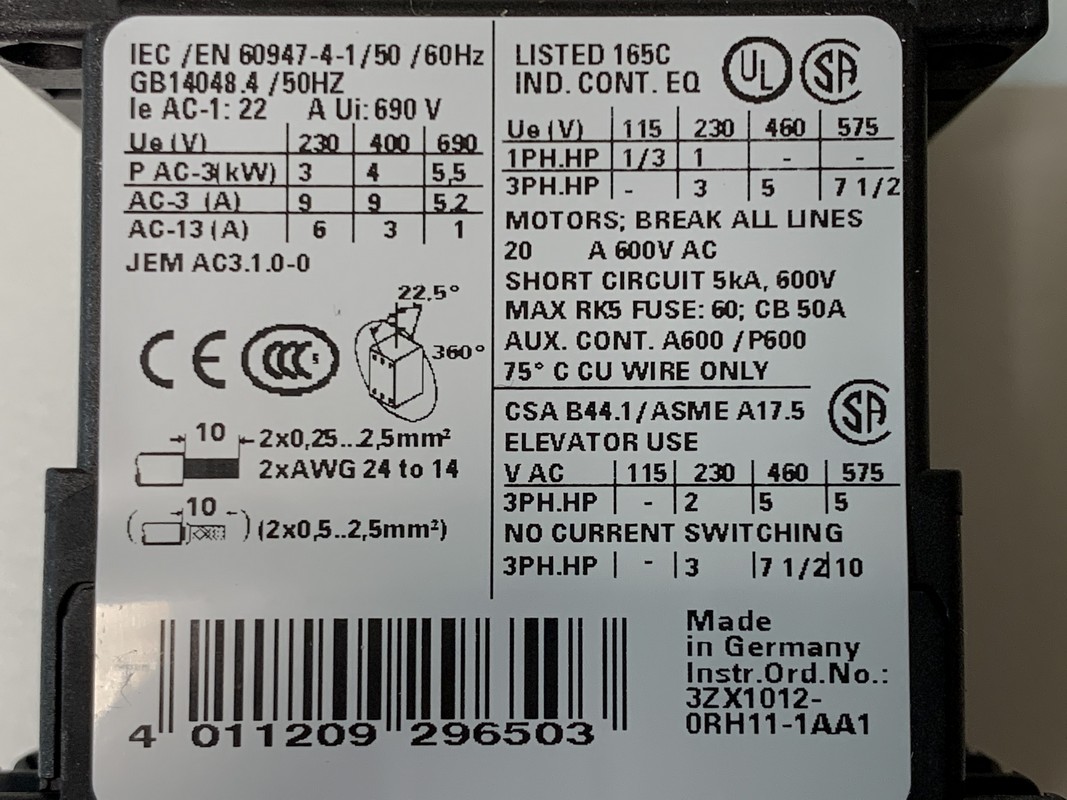 IEC /EN 60947-4-1/50 /60Hz
GB14048.4 /50HZ
Ie AC-1: 22 A Ui: 690 V
Ue (V) 230 400 690
P AC-3(kW) 3 4 5,5
AC-3 (A) 9 9 5,2
AC-13 (A) 6 3 1
JEM AC3.1.0-0
22.5°
360°
CE CCC S
10 2x0,25...2,5mm²
2xAWG 24 to 14
10
(2x0,5..2,5mm²)
LISTED 165C
IND. CONT. EQ
UL SA
Ue (V) 115 230 460 575
1PH.HP 1/3 1 - -
3PH.HP - 3 5 7 1/2
MOTORS; BREAK ALL LINES
20 A 600V AC
SHORT CIRCUIT 5kA, 600V
MAX RK5 FUSE: 60; CB 50A
AUX. CONT. A600 /P600
75° C CU WIRE ONLY
CSA B44.1/ASME A17.5
SA
ELEVATOR USE
V AC 115 230 460 575
3PH.HP - 2 5 5
NO CURRENT SWITCHING
3PH.HP - 3 7 1/2 10
4 011209 296503
Made
in Germany
Instr.Ord.No.:
3ZX1012-
0RH11-1AA1